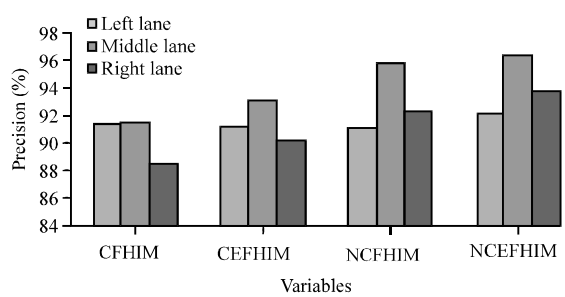 Left lane
Middle lane
Right lane
Precision (%)
98
96
94
92
90
88
86
84
CFHIM
CEFHIM
NCFHIM
NCEFHIM
Variables